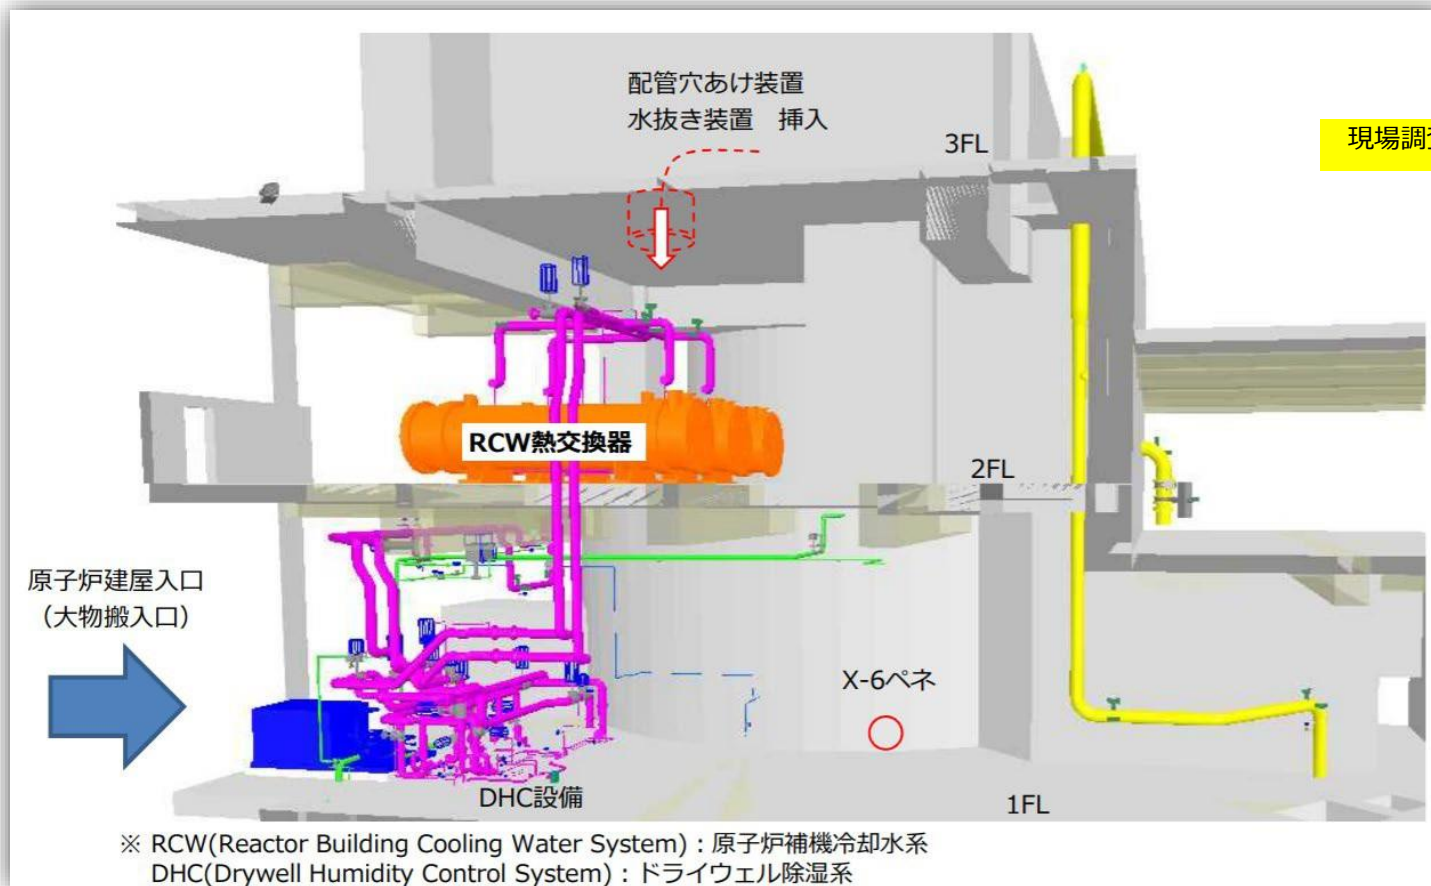 配管穴あけ装置
水抜き装置　挿入
3FL
現場調
RCW熱交換器
2FL
原子炉建屋入口
（大物搬入口）
X-6ペネ
DHC設備
1FL
※ RCW(Reactor Building Cooling Water System)：原子炉補機冷却水系
DHC(Drywell Humidity Control System)：ドライウェル除湿系